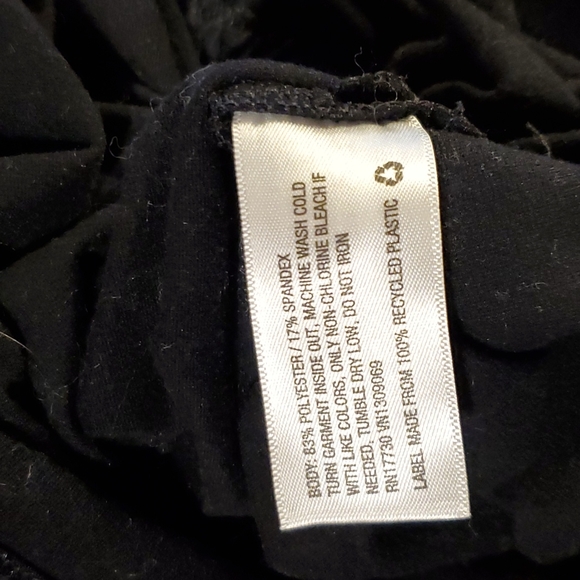 BODY: 83% POLYESTER / 17% SPANDEX
TURN GARMENT INSIDE OUT, MACHINE WASH COLD
WITH LIKE COLORS, ONLY NON-CHLORINE BLEACH IF
NEEDED. TUMBLE DRY LOW, DO NOT IRON
RN17730 VN1309069
LABEL MADE FROM 100% RECYCLED PLASTIC